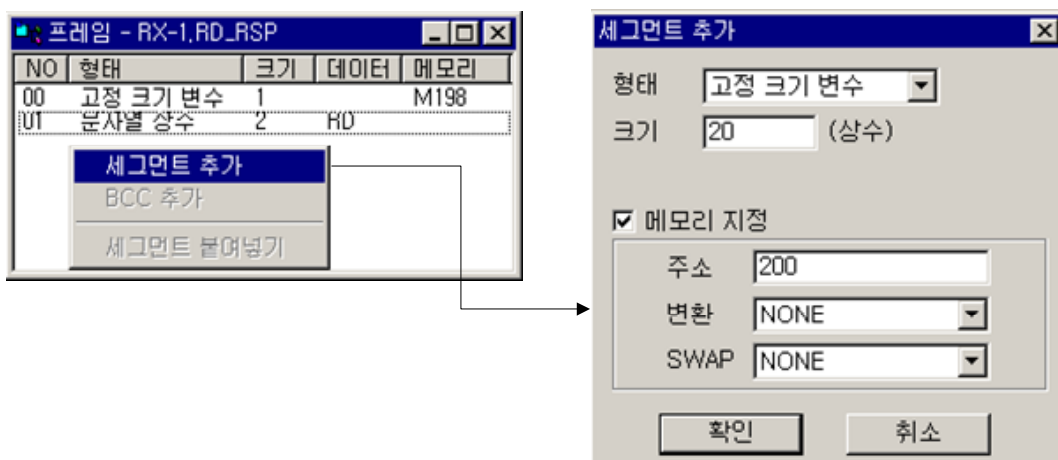 프레임 - RX-1,RD_RSP
NO 형태 크기 데이터 메모리
00 고정 크기 변수 1 M198
01 문자열 상수 2 RD
세그먼트 추가
BCC 추가
세그먼트 붙여넣기
세그먼트 추가
형태 고정 크기 변수
크기 20 (상수)
메모리 지정
주소 200
변환 NONE
SWAP NONE
확인 취소